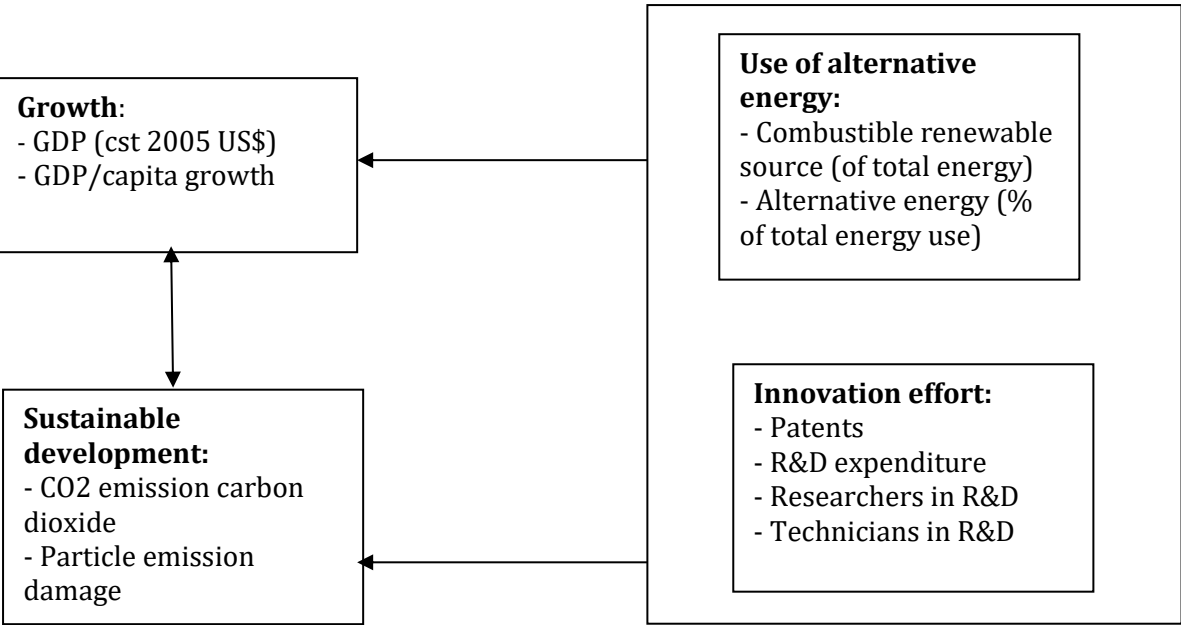 Growth:
- GDP (cst 2005 US$)
- GDP/capita growth
Sustainable
development:
- CO2 emission carbon
dioxide
- Particle emission
damage
Use of alternative
energy:
- Combustible renewable
source (of total energy)
- Alternative energy (%
of total energy use)
Innovation effort:
- Patents
- R&D expenditure
- Researchers in R&D
- Technicians in R&D